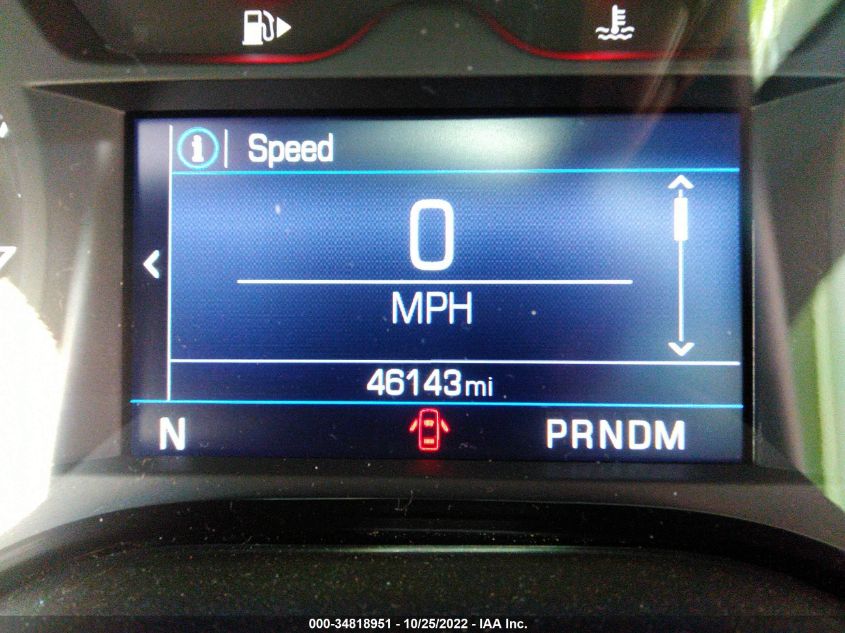 Speed
0
MPH
46143mi
N PRNDM
000-34818951 - 10/25/2022 - IAA Inc.